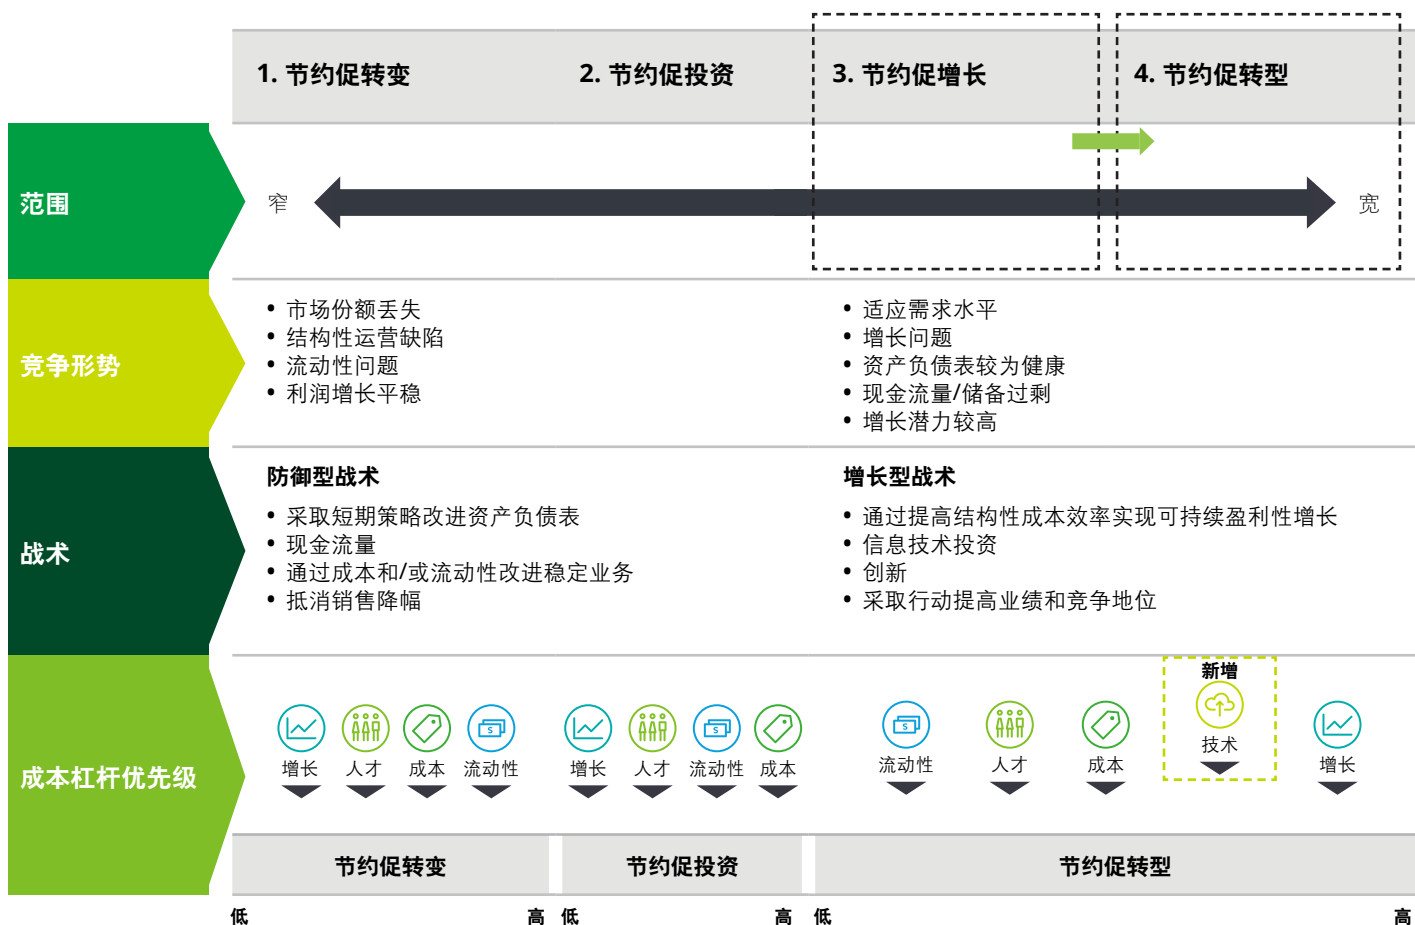 1. 节约促转变
2. 节约促投资
3. 节约促增长
4. 节约促转型
范围
窄
宽
竞争形势
• 市场份额丢失
• 结构性运营缺陷
• 流动性问题
• 利润增长平稳
• 适应需求水平
• 增长问题
• 资产负债表较为健康
• 现金流量/储备过剩
• 增长潜力较高
战术
防御型战术
• 采取短期策略改进资产负债表
• 现金流量
• 通过成本和/或流动性改进稳定业务
• 抵消销售降幅
增长型战术
• 通过提高结构性成本效率实现可持续盈利性增长
• 信息技术投资
• 创新
• 采取行动提高业绩和竞争地位
成本杠杆优先级
增长
人才
成本
$
流动性
增长
人才
$
流动性
成本
$
流动性
人才
成本
新增
技术
增长
节约促转变
节约促投资
节约促转型
低
高
低
高
低
高